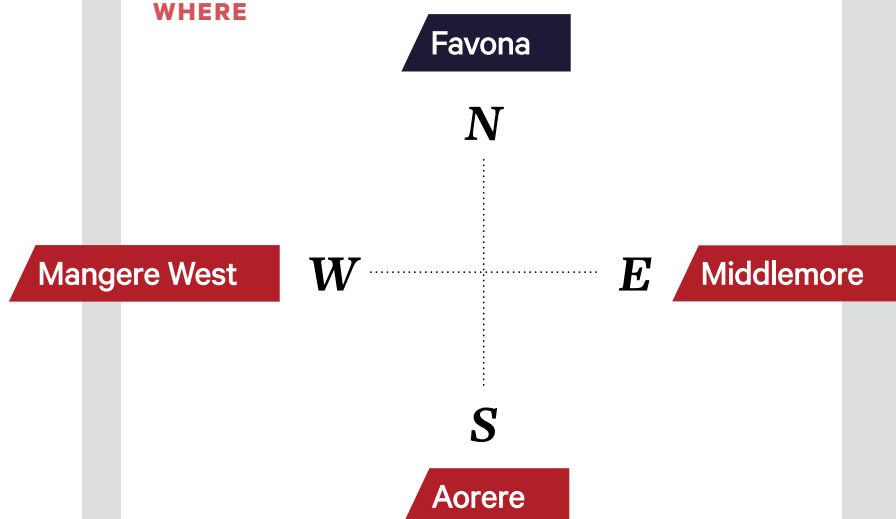 WHERE
Favona
N
Mangere West
W
E
Middlemore
S
Aorere